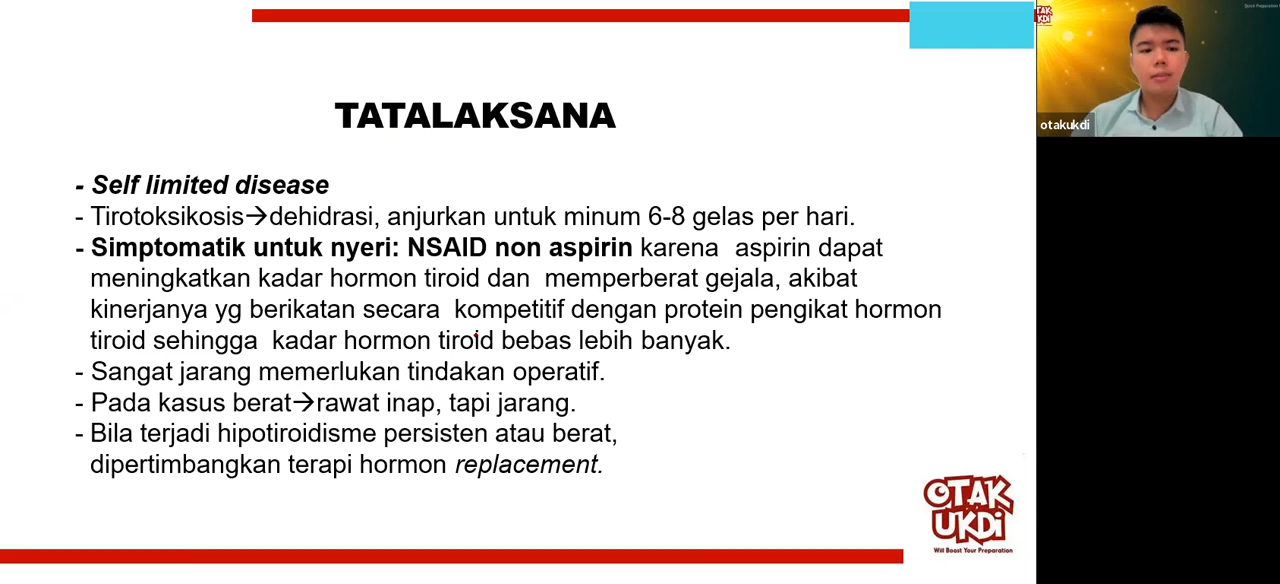 TATALAKSANA
- Self limited disease
- Tirotoksikosis→dehidrasi, anjurkan untuk minum 6-8 gelas per hari.
- Simptomatik untuk nyeri: NSAID non aspirin karena aspirin dapat
meningkatkan kadar hormon tiroid dan memperberat gejala, akibat
kinerjanya yg berikatan secara kompetitif dengan protein pengikat hormon
tiroid sehingga kadar hormon tiroid bebas lebih banyak.
- Sangat jarang memerlukan tindakan operatif.
- Pada kasus berat→rawat inap, tapi jarang.
- Bila terjadi hipotiroidisme persisten atau berat,
dipertimbangkan terapi hormon replacement.
OTAK
UKDi
Will Boost Your Preparation
otakukdi